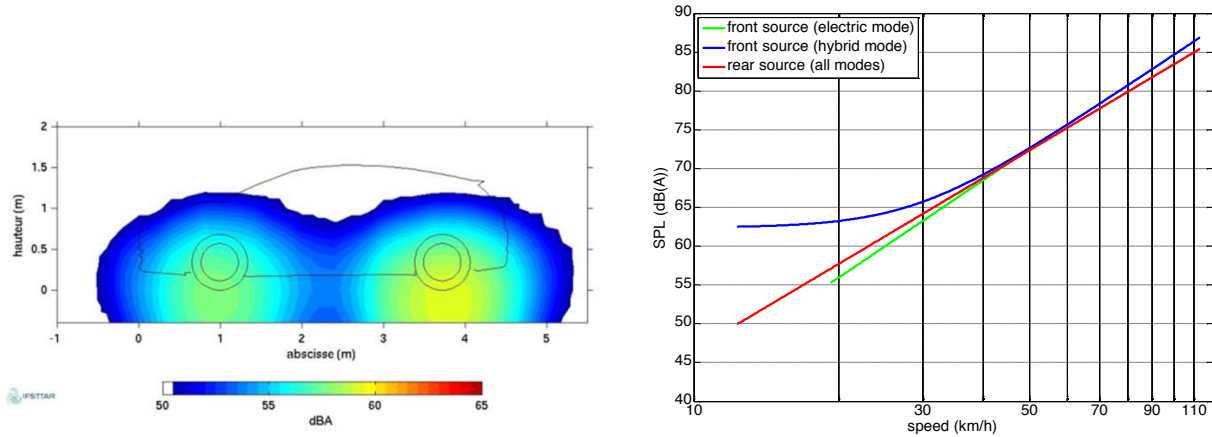 2
1.5
1
0.5
0
hauteur (m)
-1 0 1 2 3 4 5
abscisse (m)
50 55 60 65
dBA
IFSTTAR
90
85
80
75
70
65
60
55
50
45
40
SPL (dB(A))
front source (electric mode)
front source (hybrid mode)
rear source (all modes)
10 30 50 70 90 110
speed (km/h)